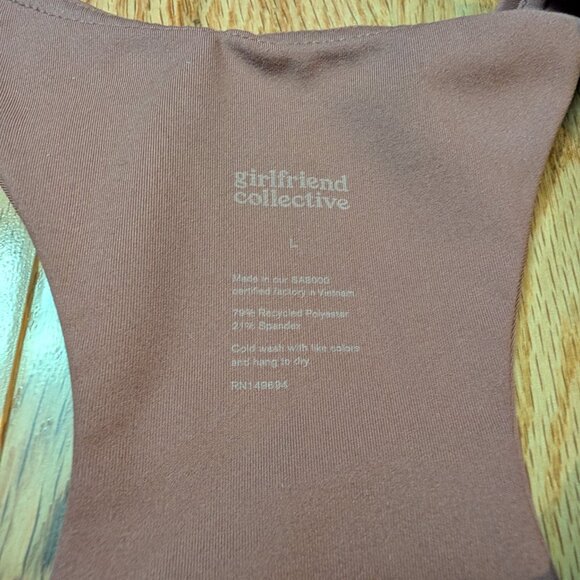 girlfriend
collective
L
Made in our SA8000
certified factory in Vietnam
79% Recycled Polyester
21% Spandex
Cold wash with like colors
and hang to dry
RN149694